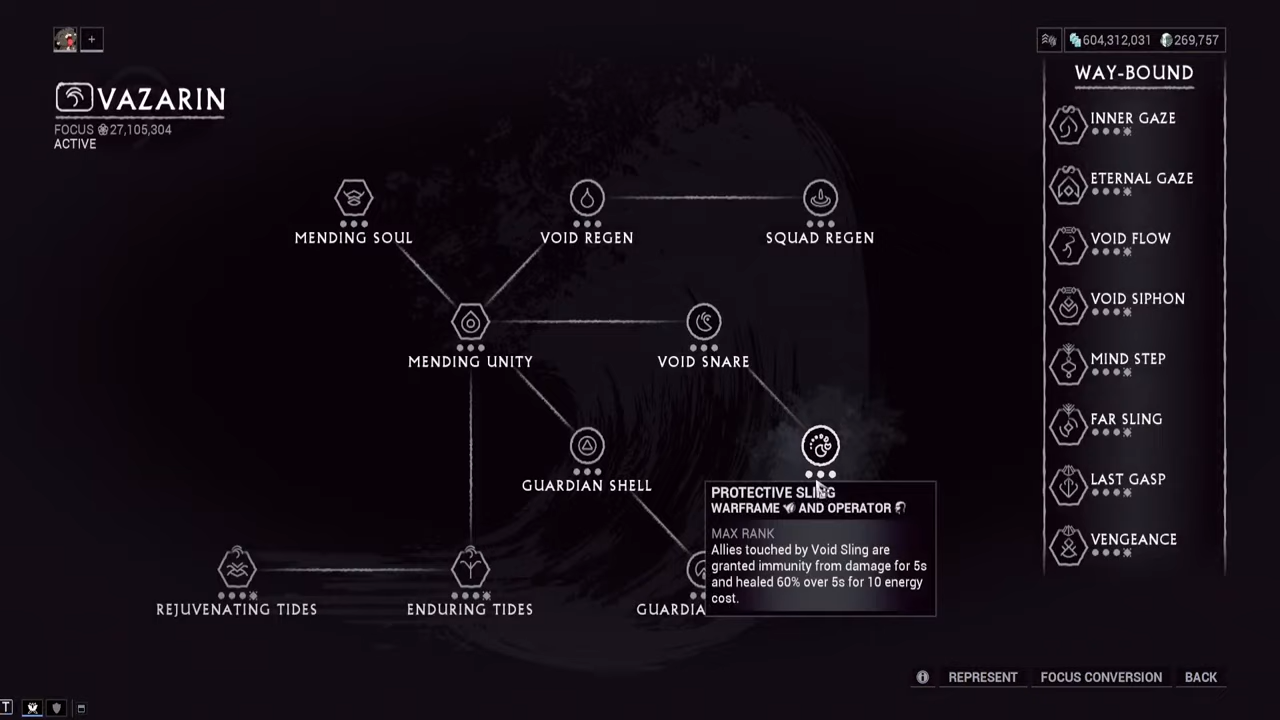 604,312,031 269,757
VAZARIN
FOCUS 27,105,304
ACTIVE
WAY-BOUND
INNER GAZE
ETERNAL GAZE
VOID FLOW
VOID SIPHON
MIND STEP
FAR SLING
LAST GASP
VENGEANCE
MENDING SOUL
VOID REGEN
SQUAD REGEN
MENDING UNITY
VOID SNARE
GUARDIAN SHELL
PROTECTIVE SLING
WARFRAME AND OPERATOR
MAX RANK
Allies touched by Void Sling are
granted immunity from damage for 5s
and healed 60% over 5s for 10 energy
cost.
REJUVENATING TIDES
ENDURING TIDES
GUARDIA
REPRESENT
FOCUS CONVERSION
BACK
T